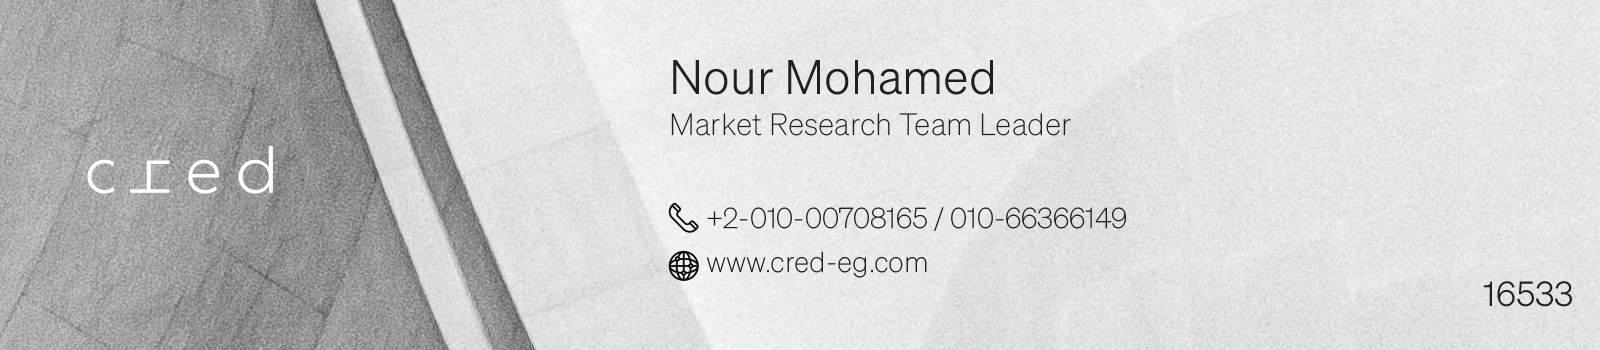 cred
Nour Mohamed
Market Research Team Leader
+2-010-00708165 / 010-66366149
www.cred-eg.com
16533